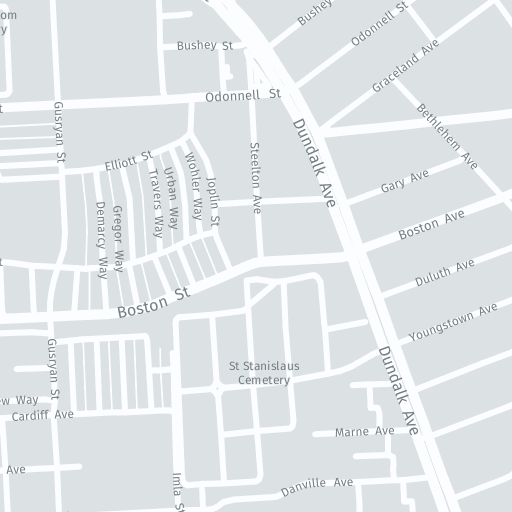 Bushey
Odonnell St
Bushey St
Graceland Ave
Odonnell St
Gusryan St
Dundalk Ave
Bethlehem Ave
Elliott St
Steelton Ave
Wohler Way
Urban Way
Travers Way
Joplin St
Gary Ave
Demarcy Way
Gregor Way
Boston Ave
Duluth Ave
Boston St
Youngstown Ave
Gusryan St
Dundalk Ave
St Stanislaus
Cemetery
Way
Cardiff Ave
Marne Ave
Ave
Imla St
Danville Ave